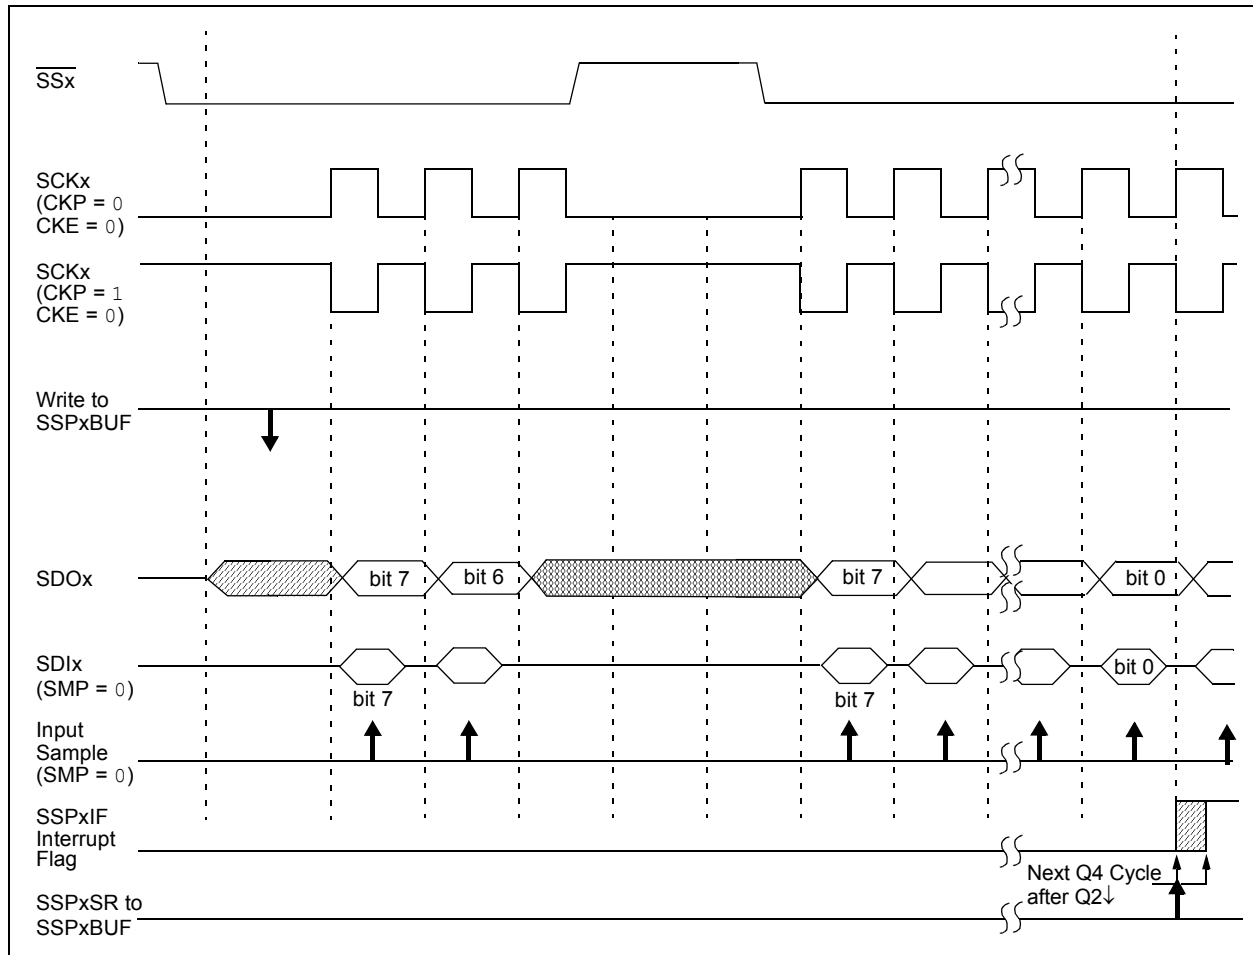 SSx
SCKx
(CKP = 0
CKE = 0)
SCKx
(CKP = 1
CKE = 0)
Write to
SSPxBUF
SDOx
bit 7
bit 6
bit 7
bit 0
SDIx
(SMP = 0)
bit 7
bit 7
bit 0
Input
Sample
(SMP = 0)
SSPxIF
Interrupt
Flag
Next Q4 Cycle
after Q2↓
SSPxSR to
SSPxBUF